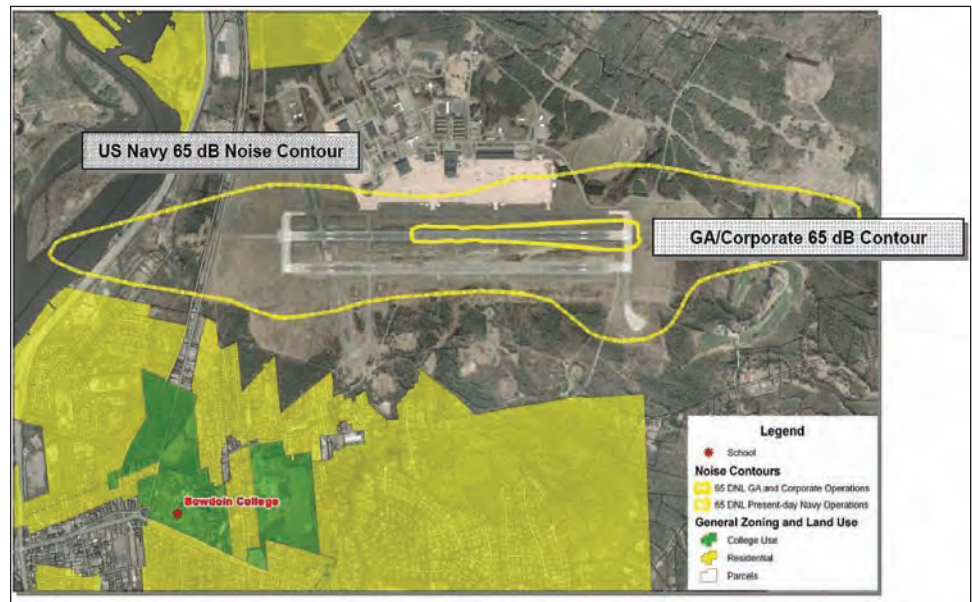 US Navy 65 dB Noise Contour
GA/Corporate 65 dB Contour
Bowdoin College
Legend
School
Noise Contours
65 DNL GA and Corporate Operations
65 DNL Present-day Navy Operations
General Zoning and Land Use
College Use
Residential
Parcels